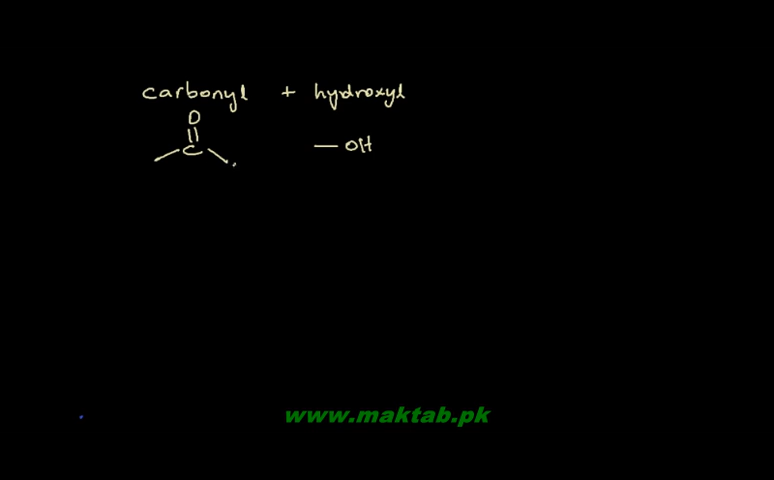 carbonyl + hydroxyl
O
||
C
— OH
www.maktab.pk